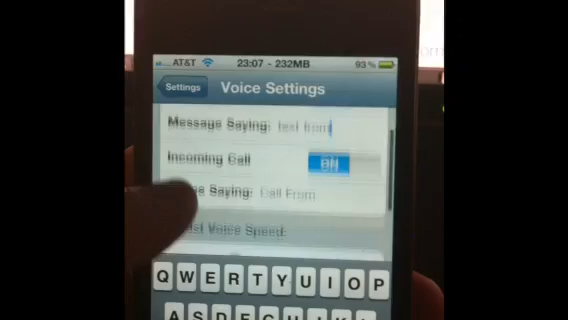 AT&T 23:07 - 232MB 93%
Settings Voice Settings
Message Saying: text from
Incoming Call ON
Saying: Call From
Voice Speed:
QWERTYUIOP
ASDFGHJKL